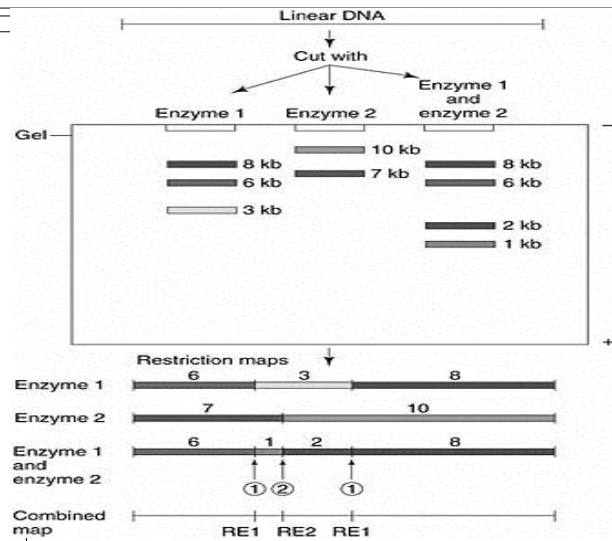 Linear DNA
Cut with
Enzyme 1
Enzyme 2
Enzyme 1
and
enzyme 2
Gel
−
8 kb
6 kb
3 kb
10 kb
7 kb
8 kb
6 kb
2 kb
1 kb
+
Restriction maps
Enzyme 1 6 3 8
Enzyme 2 7 10
Enzyme 1 6 1 2 8
and
enzyme 2 1 2 1
Combined
map RE1 RE2 RE1